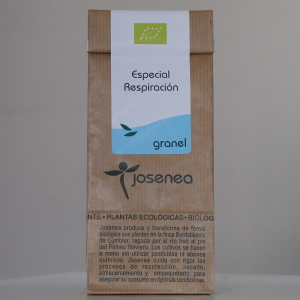 Especial
Respiración
granel
josenea
NTS • PLANTAS ECOLÓGICAS • BIOLOG
Josenea produce y transforma de forma
biológica sus plantas en la finca Bordablanco
de Lumbier, regada por el río Irati al pie
del Pirineo Navarro. Los cultivos se hacen
a mano sin utilizar pesticidas ni abonos
químicos. Josenea cuida con rigor los
procesos de recolección, secado,
almacenamiento y empaquetado, para
asegurar su consumo en óptimas condiciones.